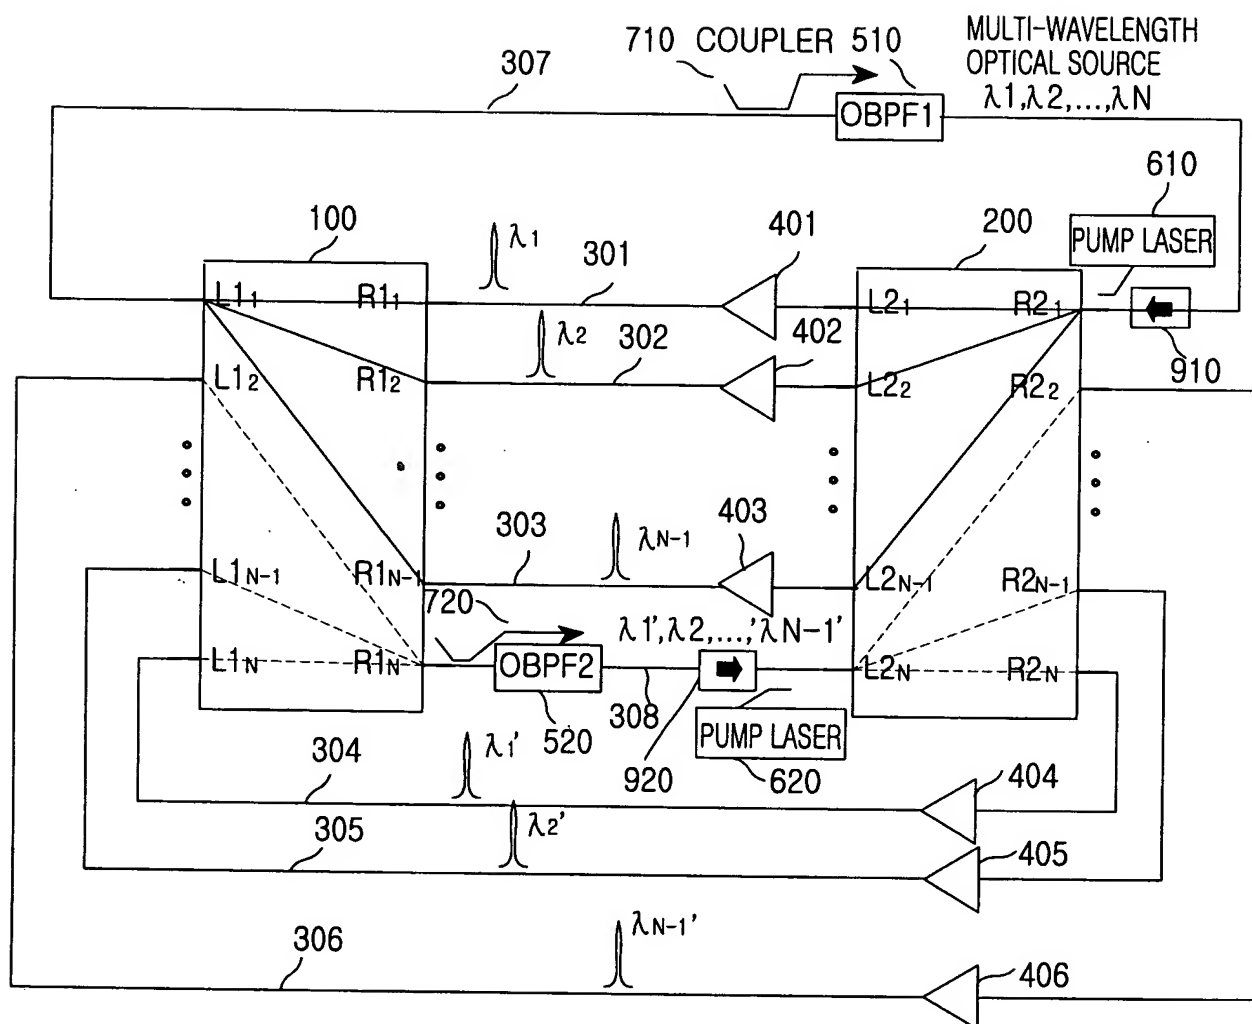 710 COUPLER 510
MULTI-WAVELENGTH
OPTICAL SOURCE
λ1,λ2,...,λN
307
OBPF1
610
PUMP LASER
100
λ1
301
401
200
L1₁
R1₁
L2₁
R2₁
λ2
302
402
910
L1₂
R1₂
L2₂
R2₂
303
λN-1
403
L1N-1
R1N-1
L2N-1
R2N-1
720
λ1',λ2,...,'λN-1'
L1N
R1N
OBPF2
308
L2N
R2N
520
920
PUMP LASER
620
304
λ1'
404
305
λ2'
405
306
λN-1'
406